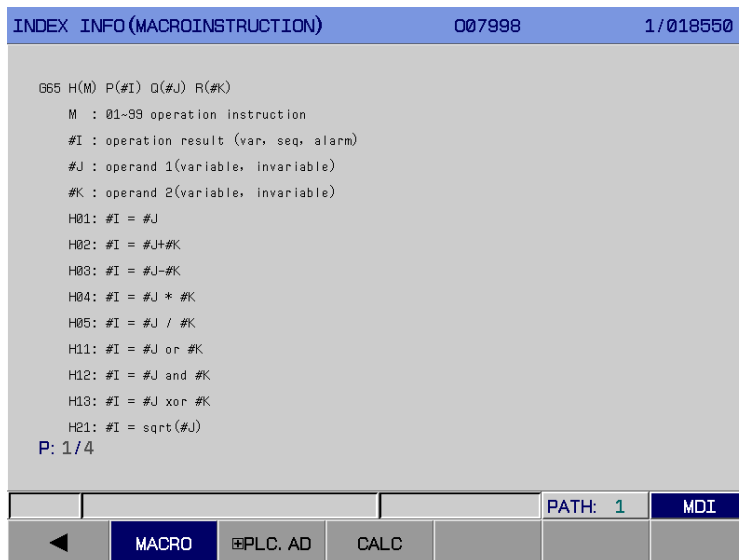 INDEX INFO(MACROINSTRUCTION) O07998 1/018550
G65 H(M) P(#I) Q(#J) R(#K)
M : 01~99 operation instruction
#I : operation result (var, seq, alarm)
#J : operand 1(variable, invariable)
#K : operand 2(variable, invariable)
H01: #I = #J
H02: #I = #J+#K
H03: #I = #J-#K
H04: #I = #J * #K
H05: #I = #J / #K
H11: #I = #J or #K
H12: #I = #J and #K
H13: #I = #J xor #K
H21: #I = sqrt(#J)
P: 1/4
PATH: 1 MDI
◀ MACRO ⊞PLC. AD CALC